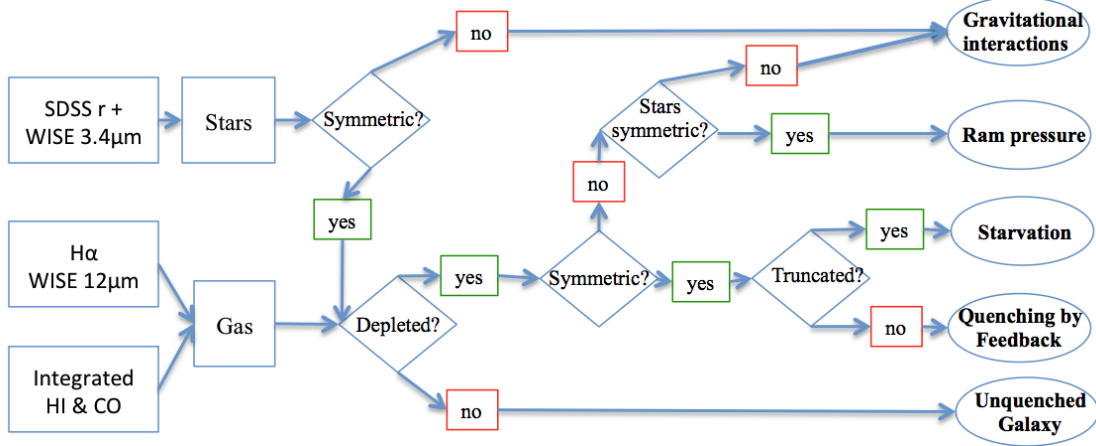 no
Gravitational
interactions
no
SDSS r +
WISE 3.4μm
Stars
Symmetric?
Stars
symmetric?
yes
Ram pressure
no
yes
Hα
WISE 12μm
yes
Symmetric?
yes
Truncated?
yes
Starvation
Gas
Depleted?
no
Quenching by
Feedback
Integrated
HI & CO
no
Unquenched
Galaxy